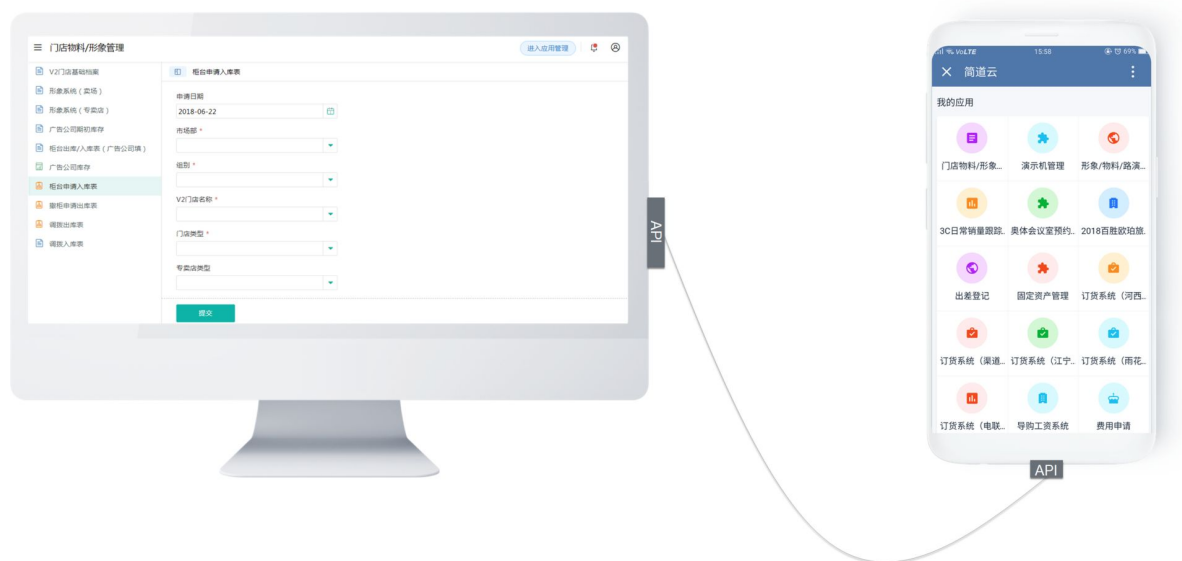 门店物料/形象管理
进入应用管理
V2门店基础档案
形象系统（卖场）
形象系统（专卖店）
广告公司期初库存
柜台出库/入库表（广告公司填）
广告公司库存
柜台申请入库表
撤柜申请出库表
调拨出库表
调拨入库表
柜台申请入库表
申请日期
2018-06-22
市场部 *
组别 *
V2门店名称 *
门店类型 *
专卖店类型
提交
API
VoLTE 15:58 69%
简道云
我的应用
门店物料/形象... 演示机管理 形象/物料/路演...
3C日常销量跟踪.. 奥体会议室预约.. 2018百胜欧珀旅.
出差登记 固定资产管理 订货系统（河西..
订货系统（渠道.. 订货系统（江宁.. 订货系统（雨花..
订货系统（电联.. 导购工资系统 费用申请
API